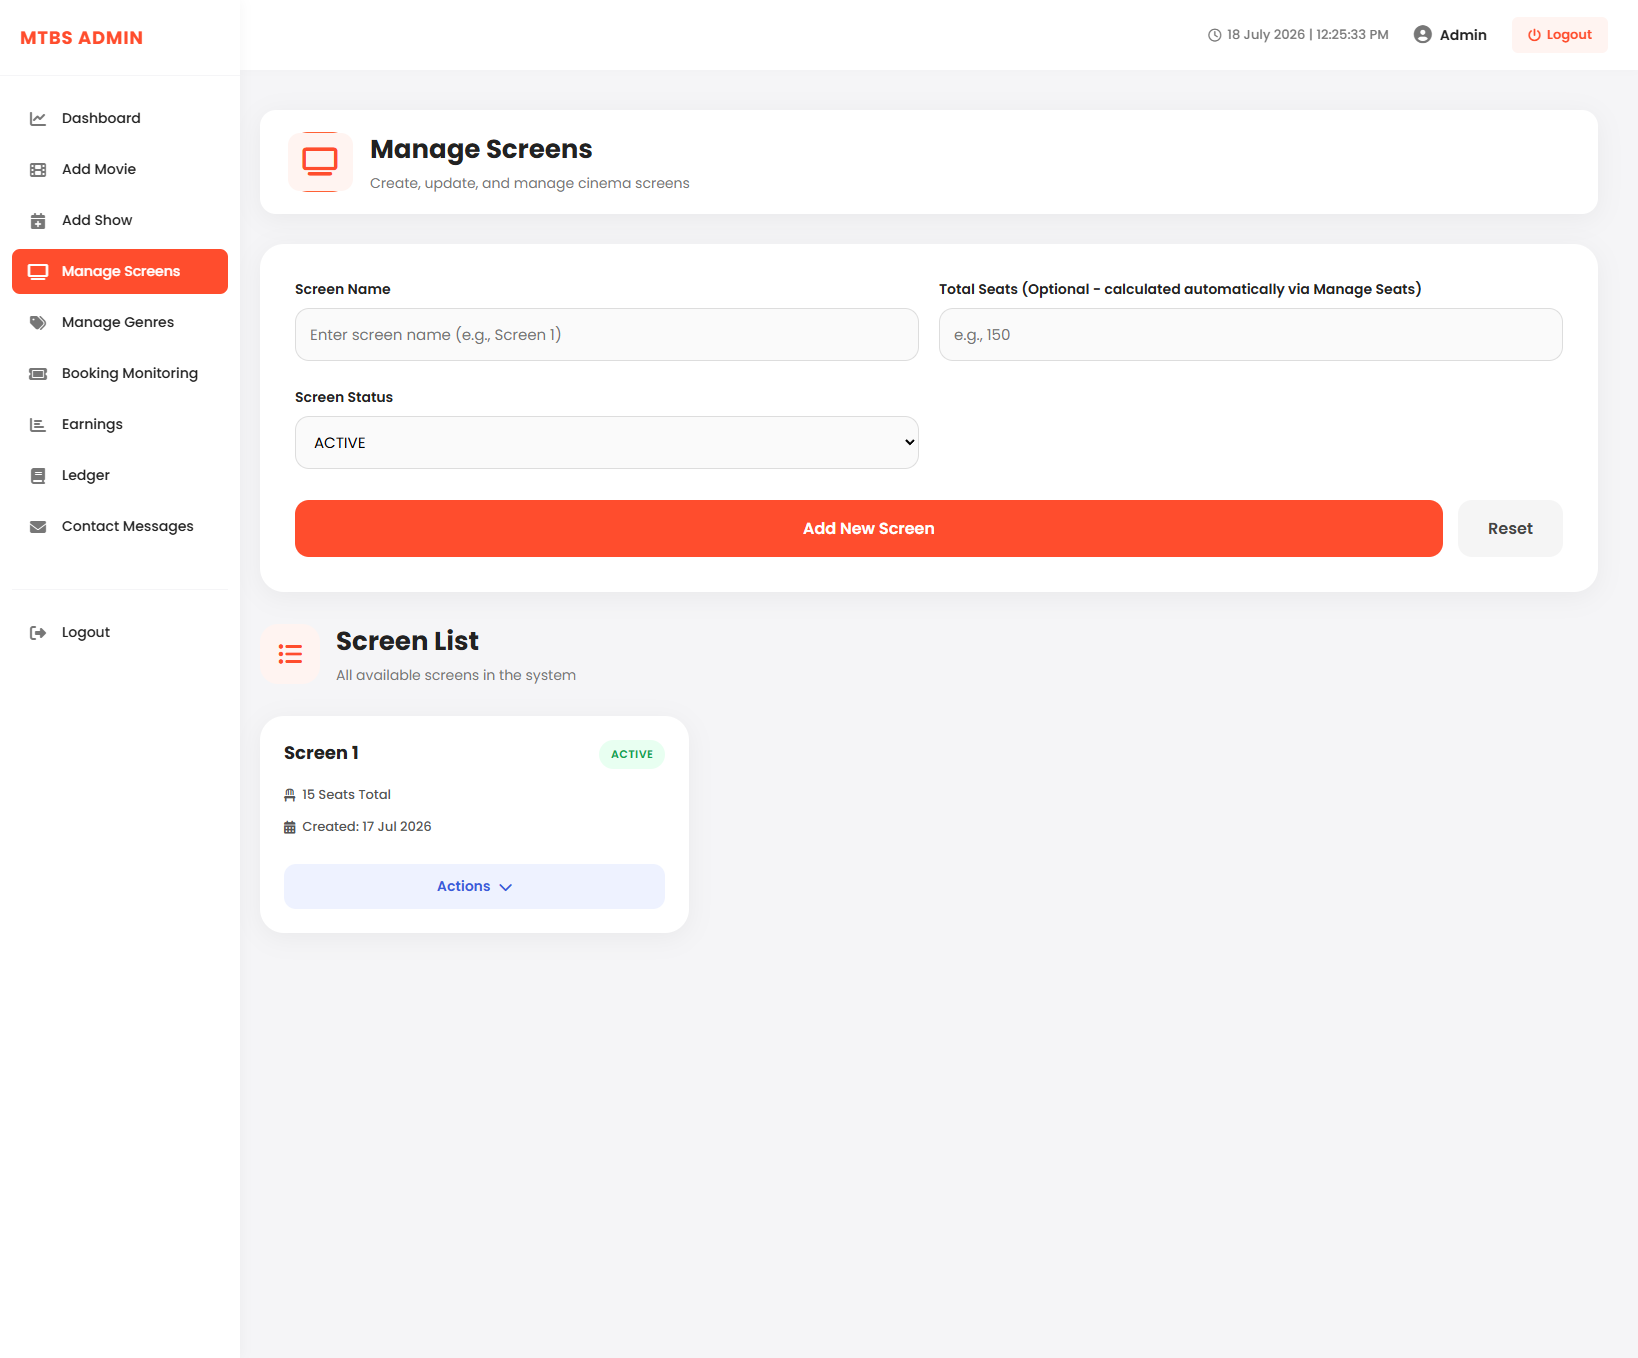 MTBS ADMIN
18 July 2026 | 12:25:33 PM
Admin
Logout
Dashboard
Add Movie
Add Show
Manage Screens
Manage Genres
Booking Monitoring
Earnings
Ledger
Contact Messages
Logout
Manage Screens
Create, update, and manage cinema screens
Screen Name
Enter screen name (e.g., Screen 1)
Total Seats (Optional - calculated automatically via Manage Seats)
e.g., 150
Screen Status
ACTIVE
Add New Screen
Reset
Screen List
All available screens in the system
Screen 1
ACTIVE
15 Seats Total
Created: 17 Jul 2026
Actions